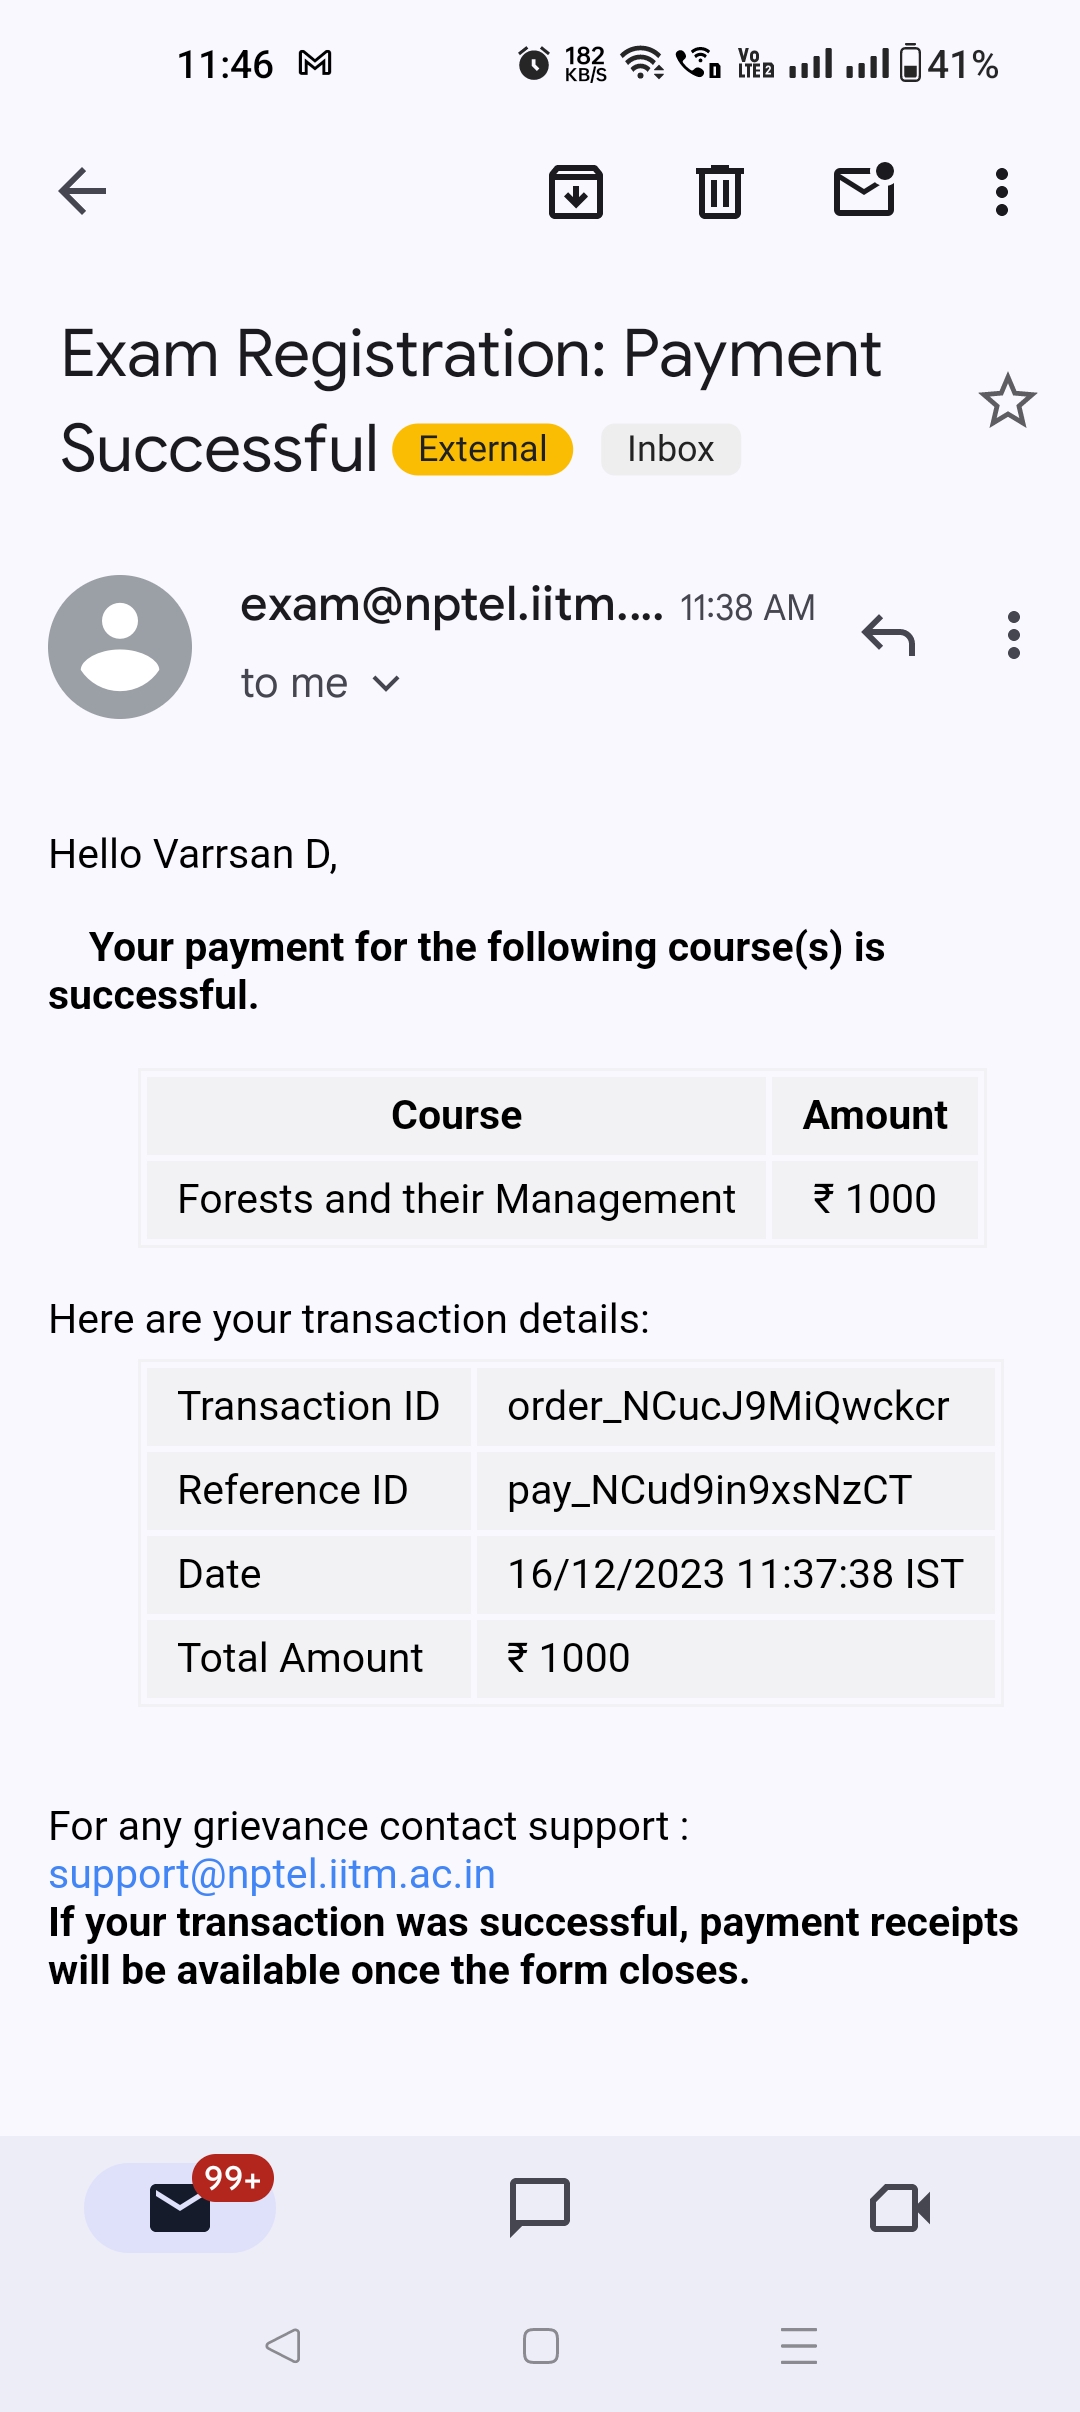 11:46 182 KB/S Vo LTE 2 41%
Exam Registration: Payment
Successful External Inbox
exam@nptel.iitm.... 11:38 AM
to me
Hello Varrsan D,
Your payment for the following course(s) is
successful.
Course Amount
Forests and their Management ₹ 1000
Here are your transaction details:
Transaction ID order_NCucJ9MiQwckcr
Reference ID pay_NCud9in9xsNzCT
Date 16/12/2023 11:37:38 IST
Total Amount ₹ 1000
For any grievance contact support :
support@nptel.iitm.ac.in
If your transaction was successful, payment receipts
will be available once the form closes.
99+